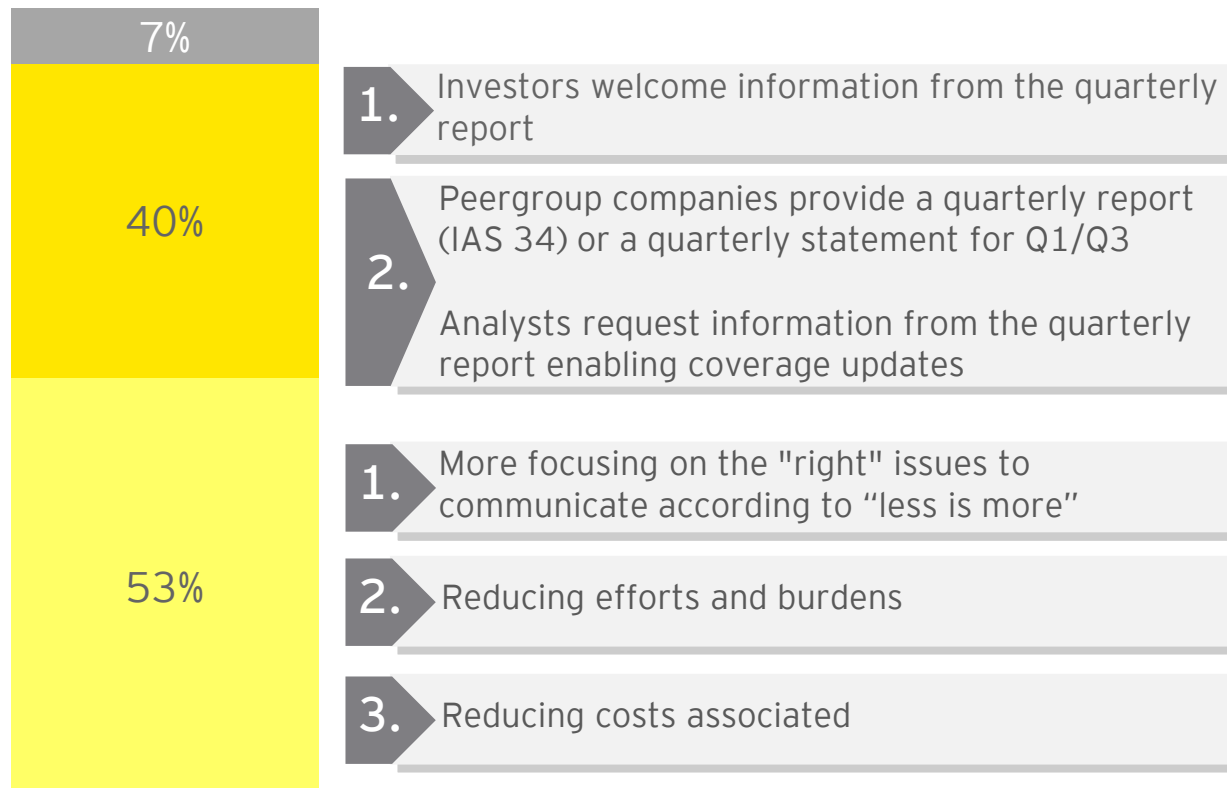 7%
40%
53%
1.
Investors welcome information from the quarterly
report
2.
Peergroup companies provide a quarterly report
(IAS 34) or a quarterly statement for Q1/Q3
Analysts request information from the quarterly
report enabling coverage updates
1.
More focusing on the "right" issues to
communicate according to “less is more”
2.
Reducing efforts and burdens
3.
Reducing costs associated